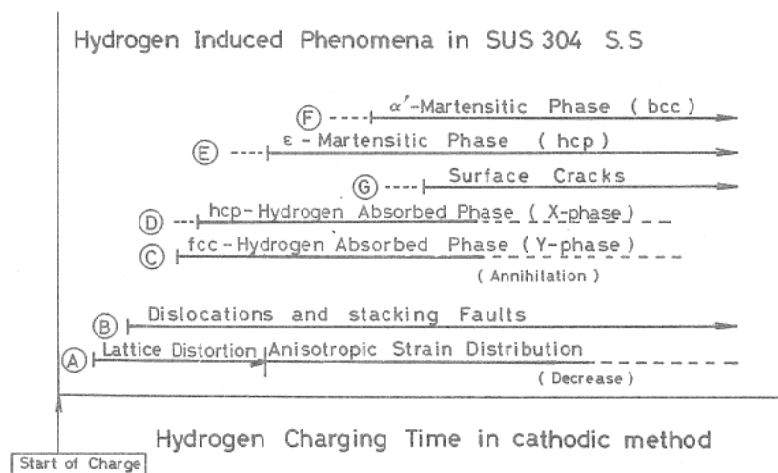 Hydrogen Induced Phenomena in SUS 304 S.S
F α′-Martensitic Phase ( bcc )
E ε - Martensitic Phase ( hcp )
G Surface Cracks
D hcp-Hydrogen Absorbed Phase ( X-phase )
C fcc-Hydrogen Absorbed Phase ( Y-phase )
( Annihilation )
B Dislocations and stacking Faults
A Lattice Distortion Anisotropic Strain Distribution
( Decrease )
Hydrogen Charging Time in cathodic method
Start of Charge